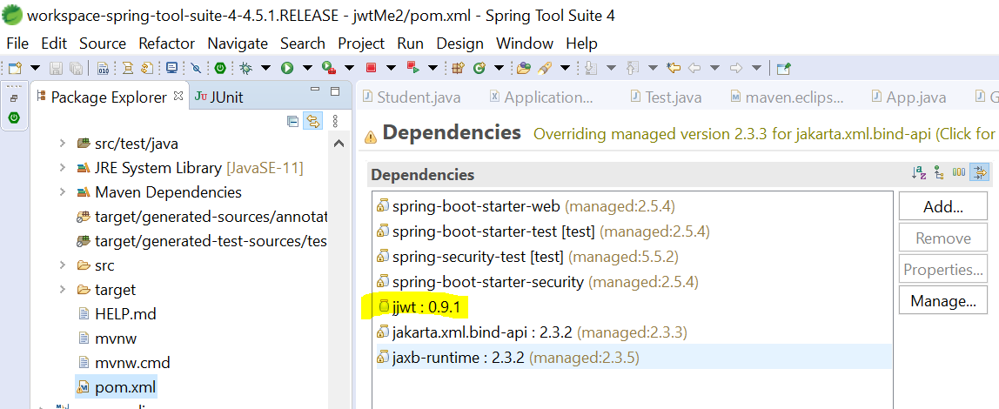 workspace-spring-tool-suite-4-4.5.1.RELEASE - jwtMe2/pom.xml - Spring Tool Suite 4
File Edit Source Refactor Navigate Search Project Run Design Window Help
Package Explorer JUnit
Student.java Application... Test.java maven.eclips... App.java G
src/test/java
JRE System Library [JavaSE-11]
Maven Dependencies
target/generated-sources/annotat
target/generated-test-sources/tes
src
target
HELP.md
mvnw
mvnw.cmd
pom.xml
Dependencies Overriding managed version 2.3.3 for jakarta.xml.bind-api (Click for
Dependencies
spring-boot-starter-web (managed:2.5.4)
spring-boot-starter-test [test] (managed:2.5.4)
spring-security-test [test] (managed:5.5.2)
spring-boot-starter-security (managed:2.5.4)
jjwt : 0.9.1
jakarta.xml.bind-api : 2.3.2 (managed:2.3.3)
jaxb-runtime : 2.3.2 (managed:2.3.5)
Add...
Remove
Properties...
Manage...